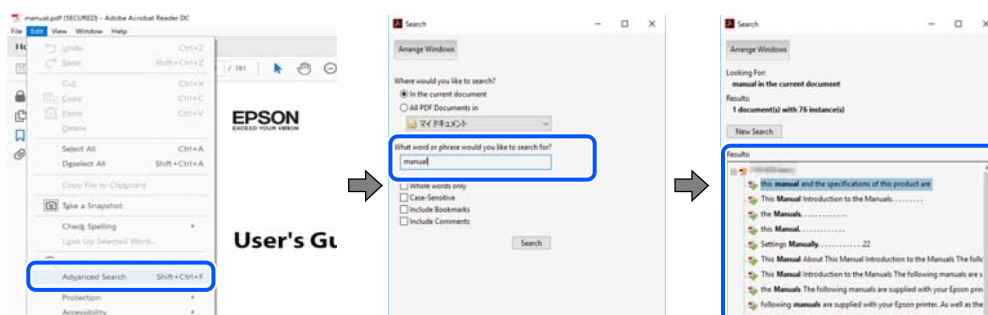 manual.pdf (SECURED) - Adobe Acrobat Reader DC
File Edit View Window Help
Undo Ctrl+Z
Redo Shift+Ctrl+Z
Cut Ctrl+X
Copy Ctrl+C
Paste Ctrl+V
Delete
Select All Ctrl+A
Deselect All Shift+Ctrl+A
Copy File to Clipboard
Take a Snapshot
Check Spelling
Look Up Selected Word...
Advanced Search Shift+Ctrl+F
Protection
Accessibility
/ 181
EPSON
EXCEED YOUR VISION
User's Gu
Search
Arrange Windows
Where would you like to search?
In the current document
All PDF Documents in
マイドキュメント
What word or phrase would you like to search for?
manual
Whole words only
Case-Sensitive
Include Bookmarks
Include Comments
Search
Search
Arrange Windows
Looking For:
manual in the current document
Results:
1 document(s) with 76 instance(s)
New Search
Results:
this manual and the specifications of this product are
This Manual Introduction to the Manuals. . . . . . . . .
the Manuals. . . . . . . . . . . . .
this Manual. . . . . . . . . . . . .
Settings Manually. . . . . . . . . . . . .22
This Manual About This Manual Introduction to the Manuals The follo
This Manual Introduction to the Manuals The following manuals are s
the Manuals The following manuals are supplied with your Epson prin
following manuals are supplied with your Epson printer. As well as the